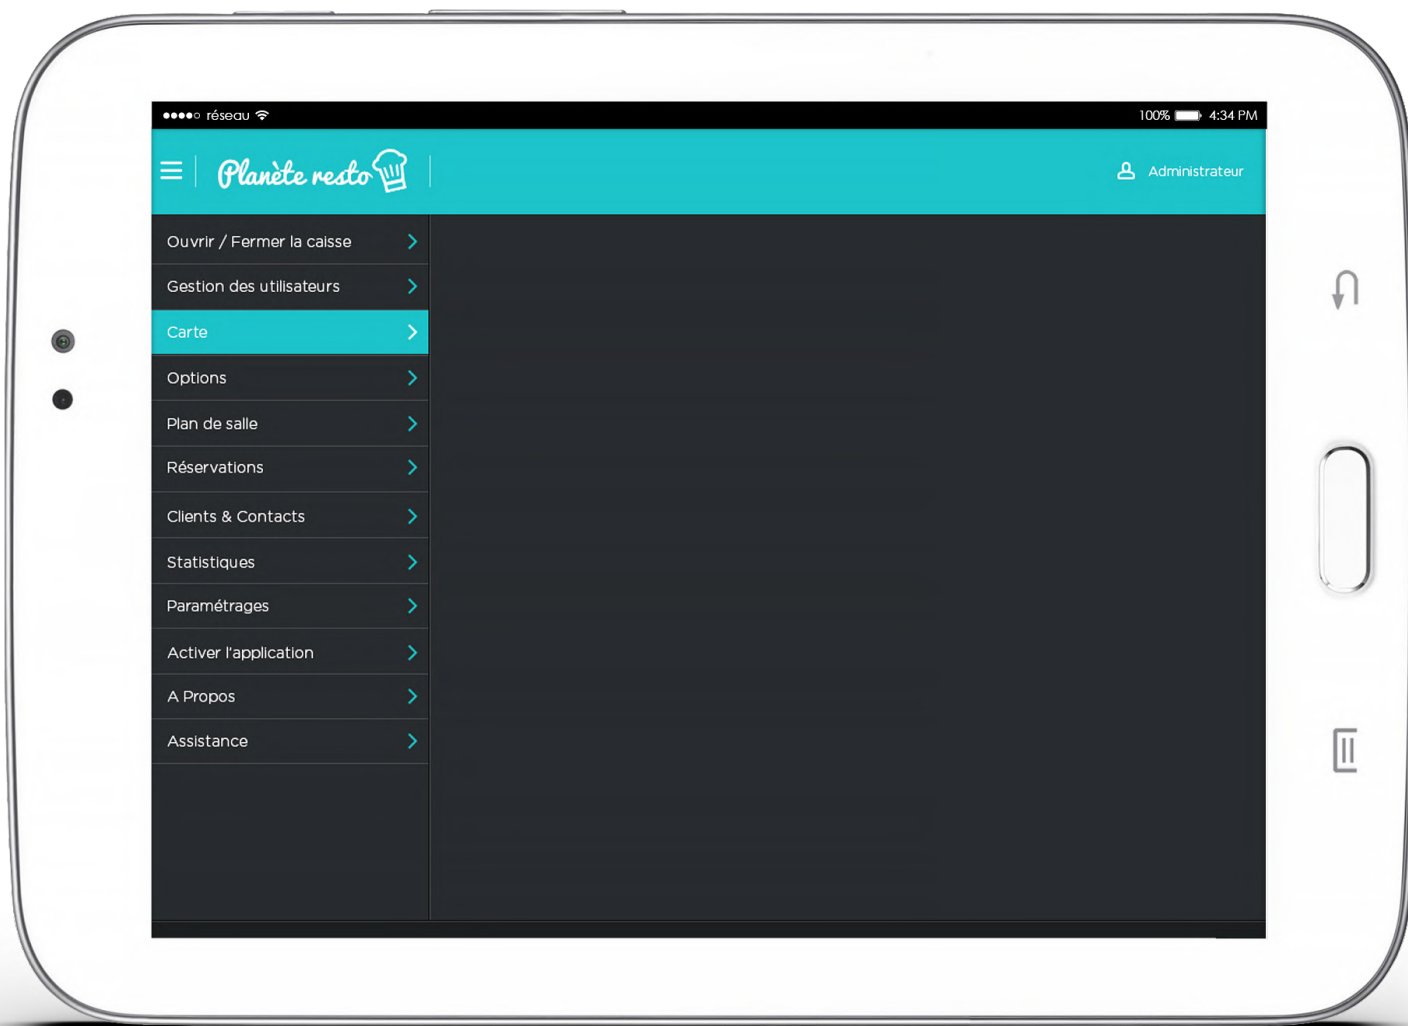 réseau
100% 4:34 PM
Planète resto
Administrateur
Ouvrir / Fermer la caisse
Gestion des utilisateurs
Carte
Options
Plan de salle
Réservations
Clients & Contacts
Statistiques
Paramétrages
Activer l'application
A Propos
Assistance